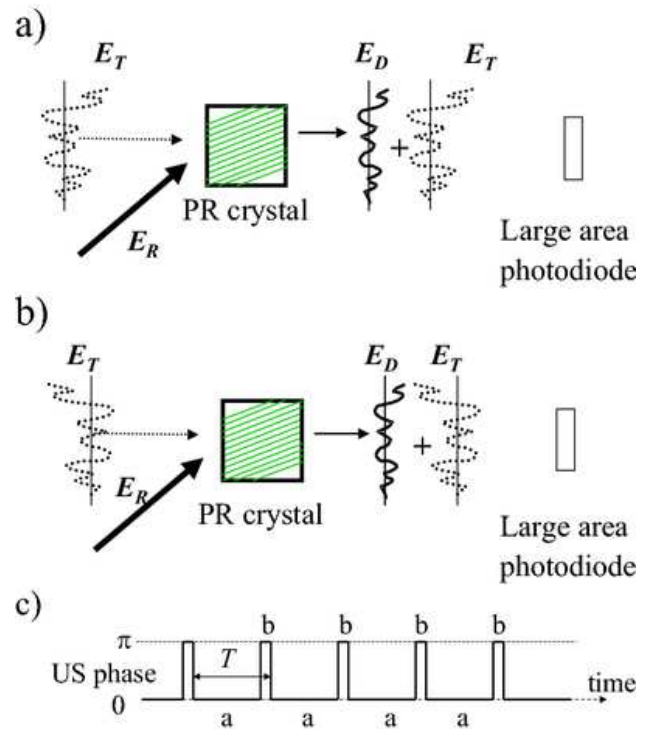 a)
E_T
E_D
E_T
+
PR crystal
E_R
Large area
photodiode
b)
E_T
E_D
E_T
+
E_R
PR crystal
Large area
photodiode
c)
b b b b
π
T
US phase
time
0
a a a a